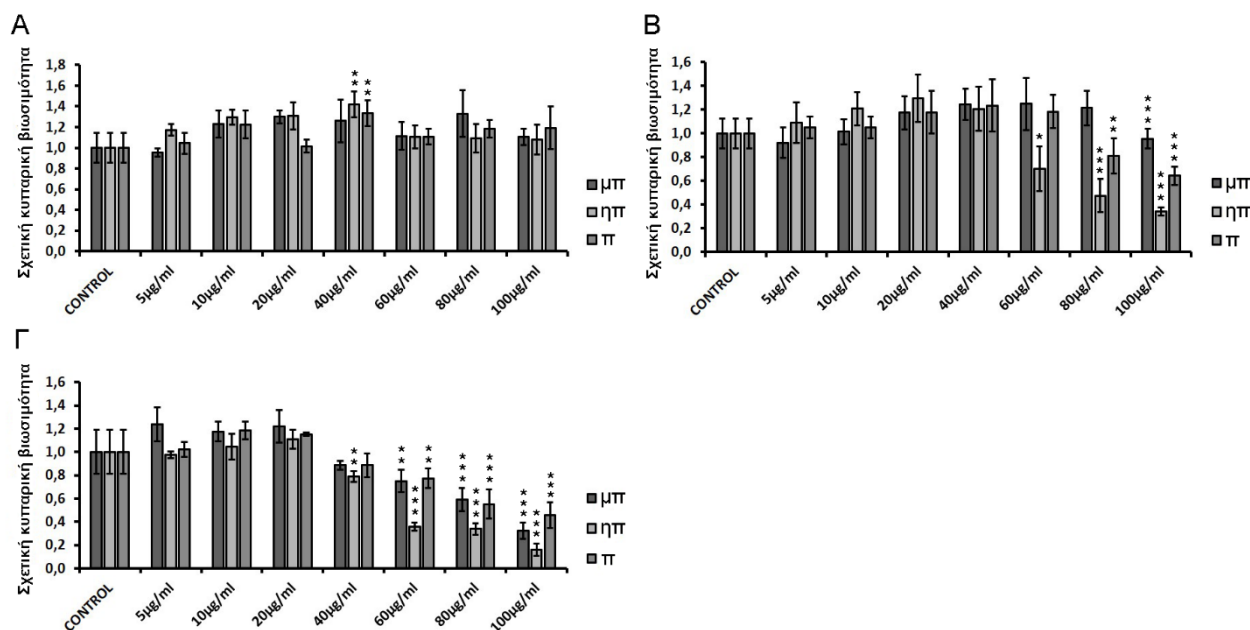 Α
Σχετική κυτταρική βιωσιμότητα
1,8
1,6
1,4
1,2
1,0
0,8
0,6
0,4
0,2
0,0
** **
CONTROL 5μg/ml 10μg/ml 20μg/ml 40μg/ml 60μg/ml 80μg/ml 100μg/ml
μπ
ηπ
π
Β
Σχετική κυτταρική βιωσιμότητα
1,6
1,4
1,2
1,0
0,8
0,6
0,4
0,2
0,0
* *** ** *** *** ***
CONTROL 5μg/ml 10μg/ml 20μg/ml 40μg/ml 60μg/ml 80μg/ml 100μg/ml
μπ
ηπ
π
Γ
Σχετική κυτταρική βιωσιμότητα
1,6
1,4
1,2
1,0
0,8
0,6
0,4
0,2
0,0
** ** *** ** *** *** *** *** *** ***
CONTROL 5μg/ml 10μg/ml 20μg/ml 40μg/ml 60μg/ml 80μg/ml 100μg/ml
μπ
ηπ
π